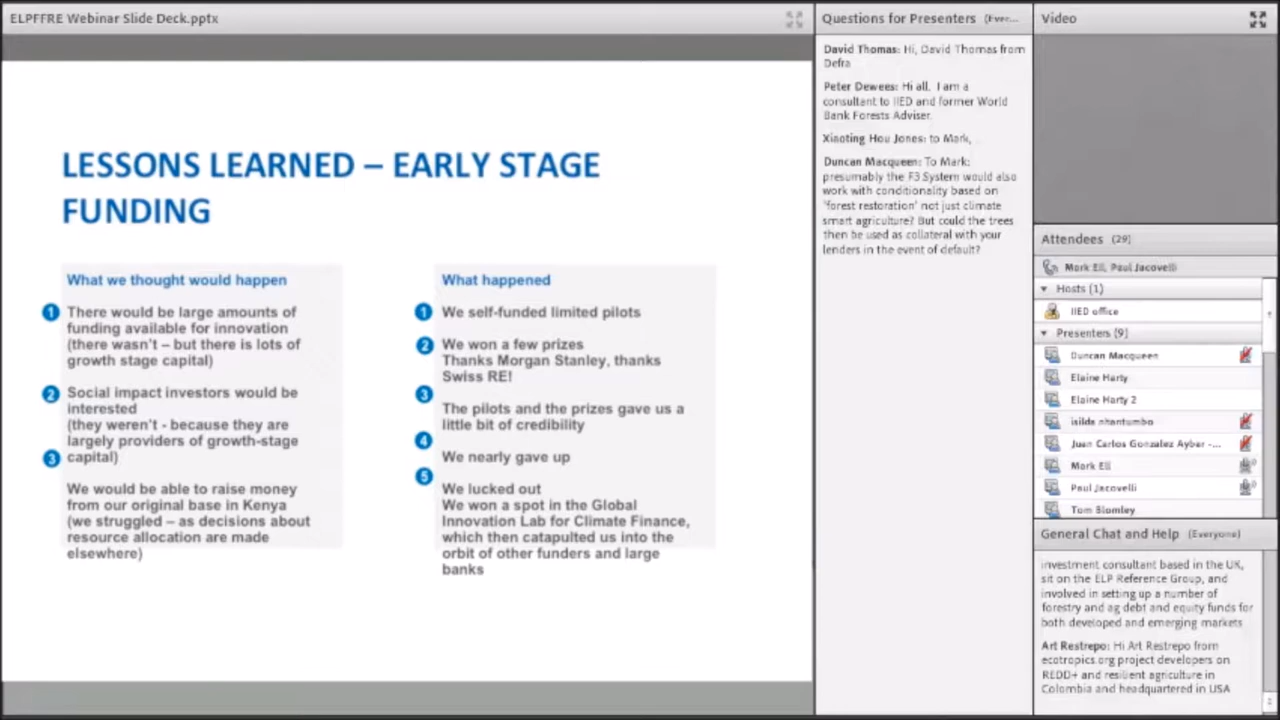 ELPFFRE Webinar Slide Deck.pptx
LESSONS LEARNED – EARLY STAGE
FUNDING
What we thought would happen
1 There would be large amounts of
funding available for innovation
(there wasn't – but there is lots of
growth stage capital)
2 Social impact investors would be
interested
(they weren't - because they are
largely providers of growth-stage
3 capital)
We would be able to raise money
from our original base in Kenya
(we struggled – as decisions about
resource allocation are made
elsewhere)
What happened
1 We self-funded limited pilots
2 We won a few prizes
Thanks Morgan Stanley, thanks
Swiss RE!
3
The pilots and the prizes gave us a
little bit of credibility
4
We nearly gave up
5
We lucked out
We won a spot in the Global
Innovation Lab for Climate Finance,
which then catapulted us into the
orbit of other funders and large
banks
Questions for Presenters (Ever...
David Thomas: Hi, David Thomas from
Defra
Peter Dewees: Hi all. I am a
consultant to IIED and former World
Bank Forests Adviser.
Xiaoting Hou Jones: to Mark,
Duncan Macqueen: To Mark:
presumably the F3 System would also
work with conditionality based on
'forest restoration' not just climate
smart agriculture? But could the trees
then be used as collateral with your
lenders in the event of default?
Video
Attendees (29)
Mark Ell, Paul Jacovelli
Hosts (1)
IIED office
Presenters (9)
Duncan Macqueen
Elaine Harty
Elaine Harty 2
isilda nhantumbo
Juan Carlos Gonzalez Aybar -...
Mark Ell
Paul Jacovelli
Tom Blomley
General Chat and Help (Everyone)
investment consultant based in the UK,
sit on the ELP Reference Group, and
involved in setting up a number of
forestry and ag debt and equity funds for
both developed and emerging markets
Art Restrepo: Hi Art Restrepo from
ecotropics.org project developers on
REDD+ and resilient agriculture in
Colombia and headquartered in USA